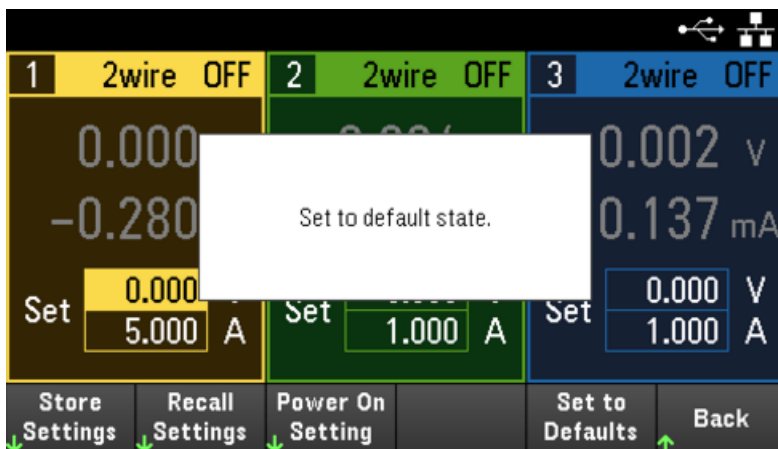 1 2wire OFF 2 2wire OFF 3 2wire OFF
0.000 0.002 V
-0.280 0.137 mA
Set to default state.
Set 0.000 Set Set 0.000 V
5.000 A 1.000 A 1.000 A
Store Recall Power On Set to Back
Settings Settings Setting Defaults